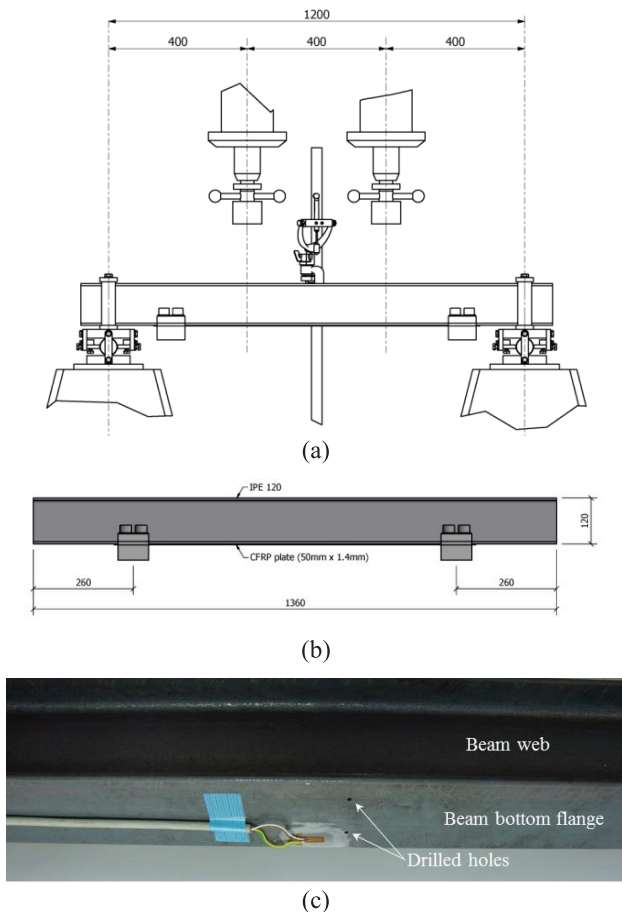 1200
400 400 400
(a)
IPE 120
120
CFRP plate (50mm x 1.4mm)
260 260
1360
(b)
Beam web
Beam bottom flange
Drilled holes
(c)